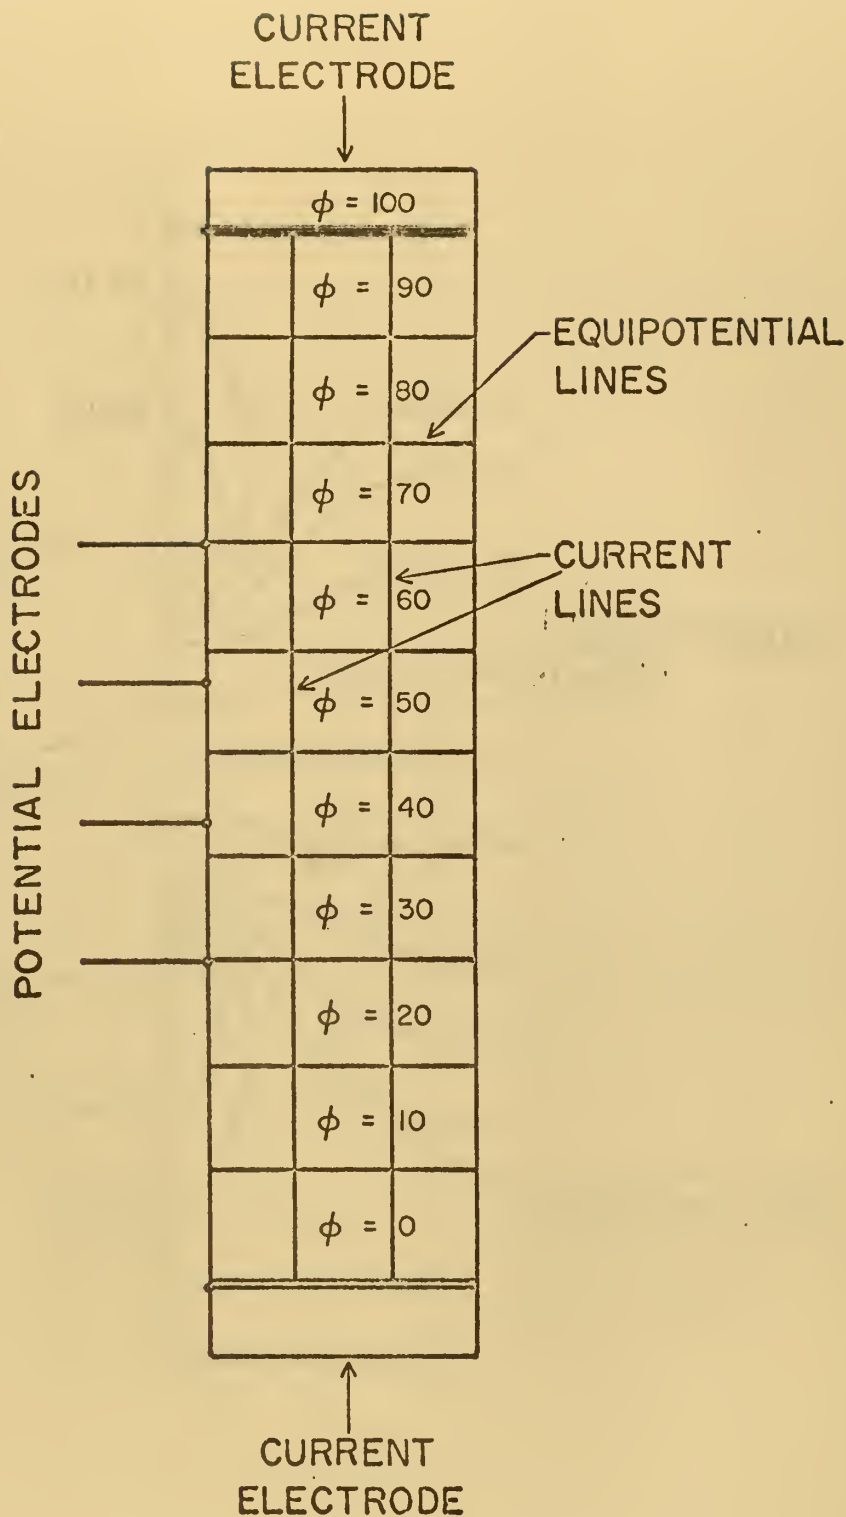 CURRENT
ELECTRODE
ϕ = 100
ϕ = 90
EQUIPOTENTIAL
LINES
ϕ = 80
ϕ = 70
POTENTIAL ELECTRODES
CURRENT
LINES
ϕ = 60
ϕ = 50
ϕ = 40
ϕ = 30
ϕ = 20
ϕ = 10
ϕ = 0
CURRENT
ELECTRODE